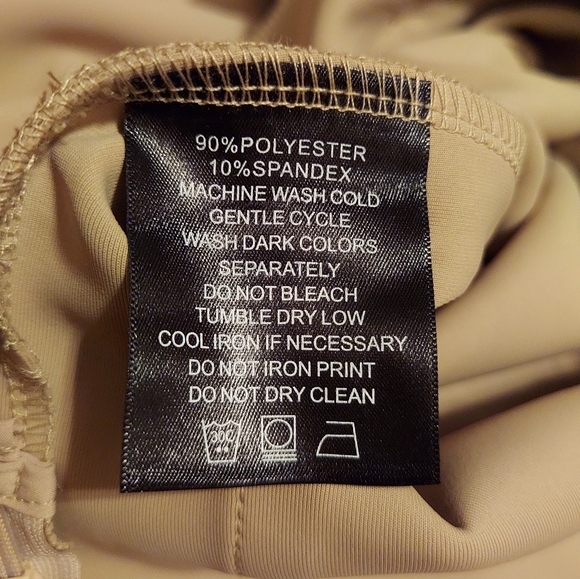 90%POLYESTER
10%SPANDEX
MACHINE WASH COLD
GENTLE CYCLE
WASH DARK COLORS
SEPARATELY
DO NOT BLEACH
TUMBLE DRY LOW
COOL IRON IF NECESSARY
DO NOT IRON PRINT
DO NOT DRY CLEAN
30C